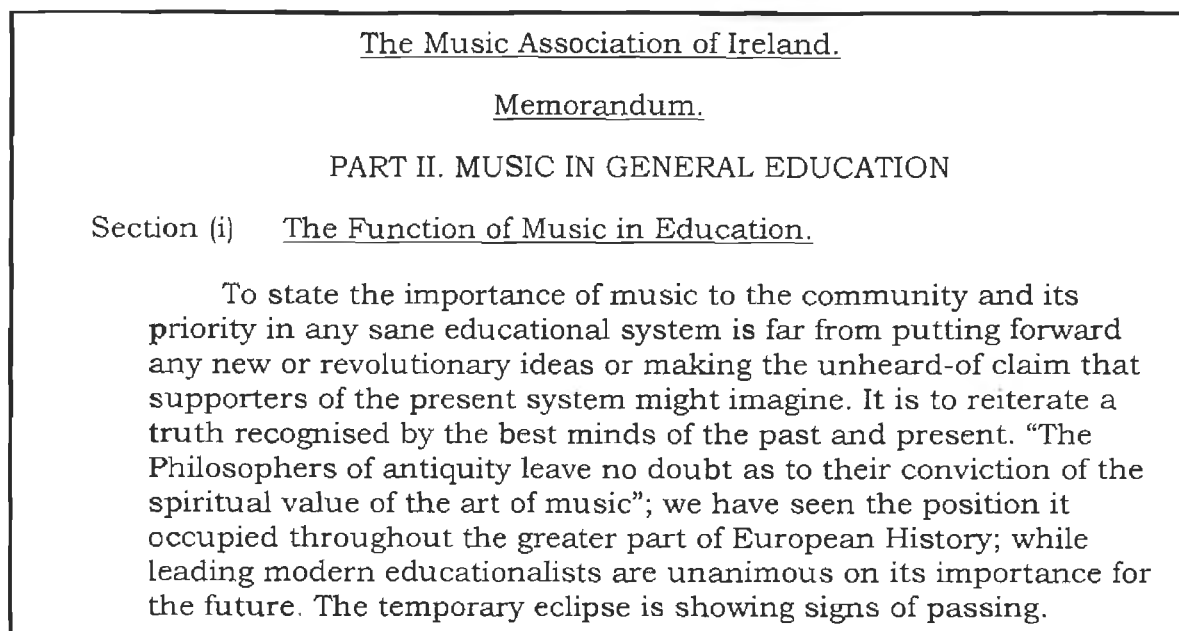 The Music Association of Ireland.
Memorandum.
PART II. MUSIC IN GENERAL EDUCATION
Section (i) The Function of Music in Education.
To state the importance of music to the community and its
priority in any sane educational system is far from putting forward
any new or revolutionary ideas or making the unheard-of claim that
supporters of the present system might imagine. It is to reiterate a
truth recognised by the best minds of the past and present. “The
Philosophers of antiquity leave no doubt as to their conviction of the
spiritual value of the art of music”; we have seen the position it
occupied throughout the greater part of European History; while
leading modern educationalists are unanimous on its importance for
the future. The temporary eclipse is showing signs of passing.